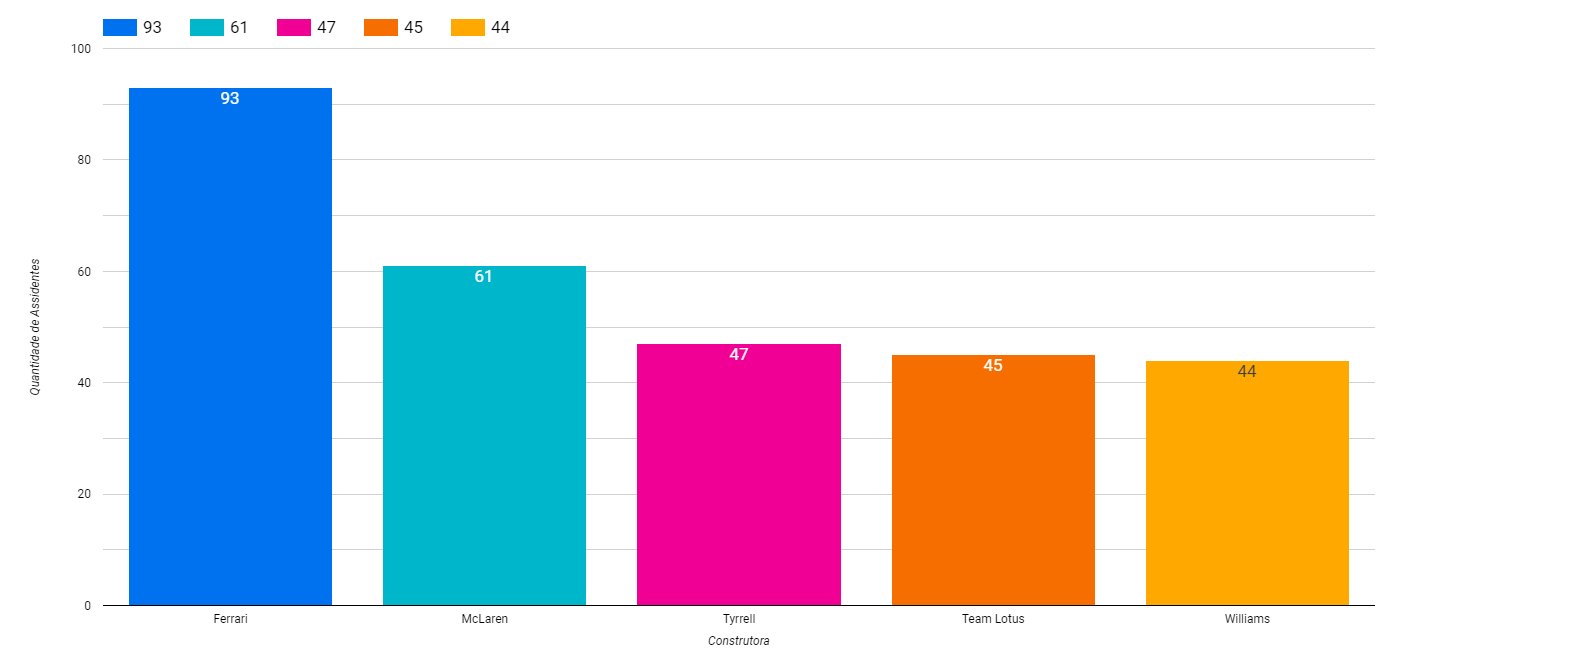 93 61 47 45 44
100
80
60
40
20
0
Quantidade de Assidentes
93
61
47
45
44
Ferrari McLaren Tyrrell Team Lotus Williams
Construtora